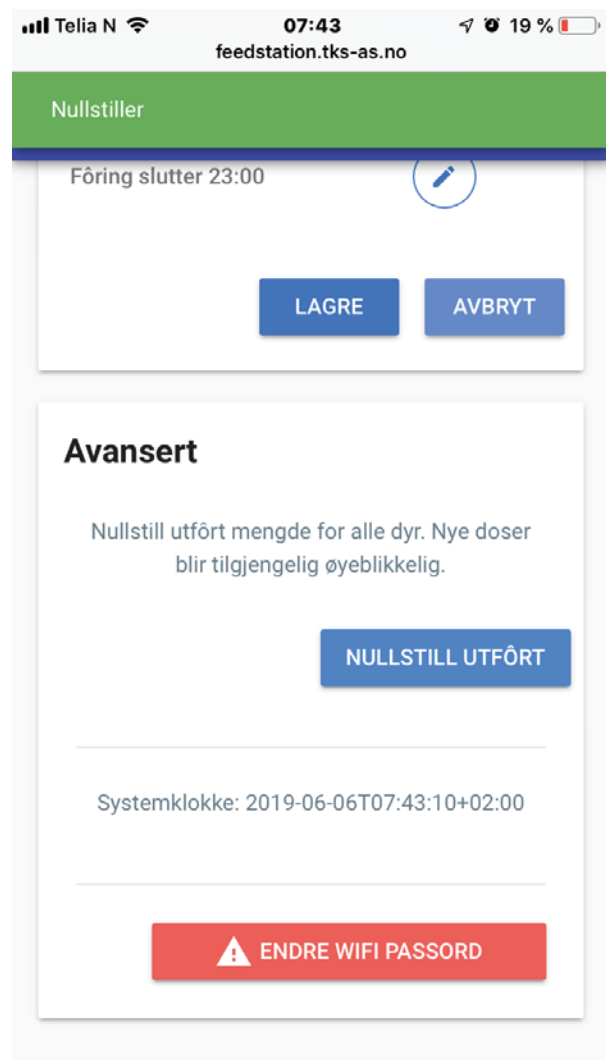 Telia N 07:43 19 %
feedstation.tks-as.no
Nullstiller
Fôring slutter 23:00
LAGRE AVBRYT
Avansert
Nullstill utfôrt mengde for alle dyr. Nye doser
blir tilgjengelig øyeblikkelig.
NULLSTILL UTFÔRT
Systemklokke: 2019-06-06T07:43:10+02:00
ENDRE WIFI PASSORD